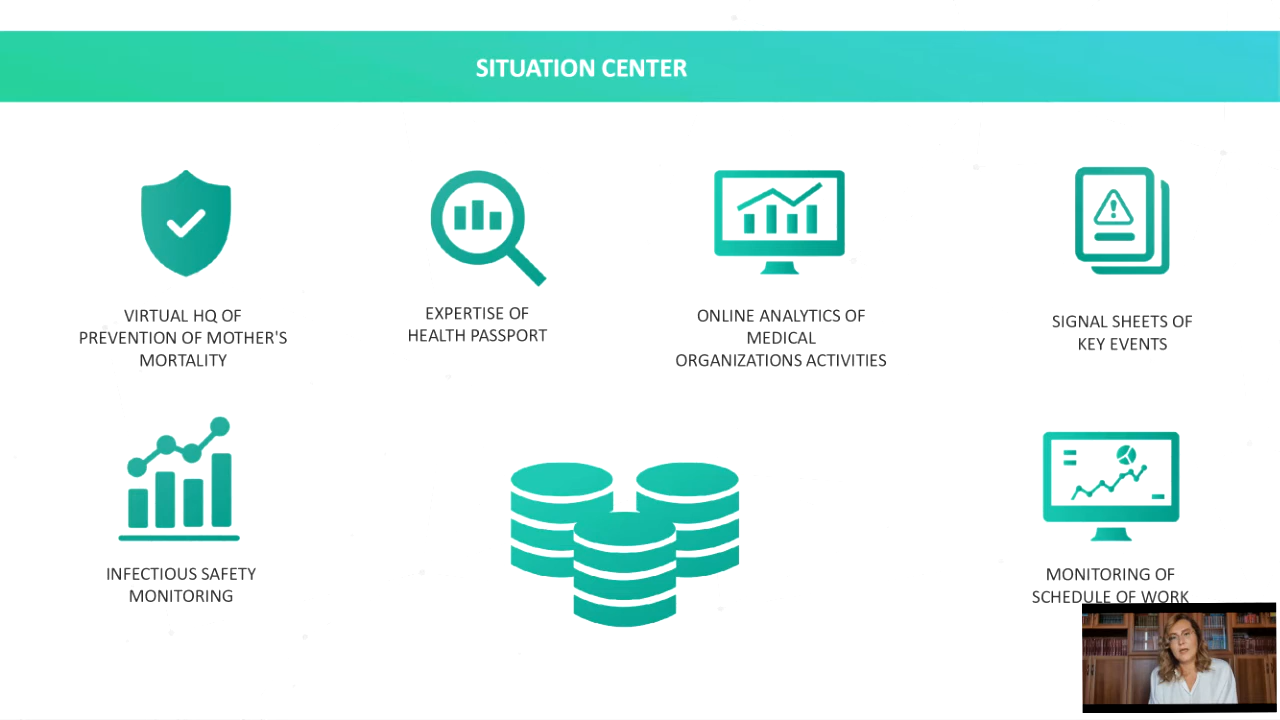 SITUATION CENTER
VIRTUAL HQ OF
PREVENTION OF MOTHER'S
MORTALITY
EXPERTISE OF
HEALTH PASSPORT
ONLINE ANALYTICS OF
MEDICAL
ORGANIZATIONS ACTIVITIES
SIGNAL SHEETS OF
KEY EVENTS
INFECTIOUS SAFETY
MONITORING
MONITORING OF
SCHEDULE OF WORK